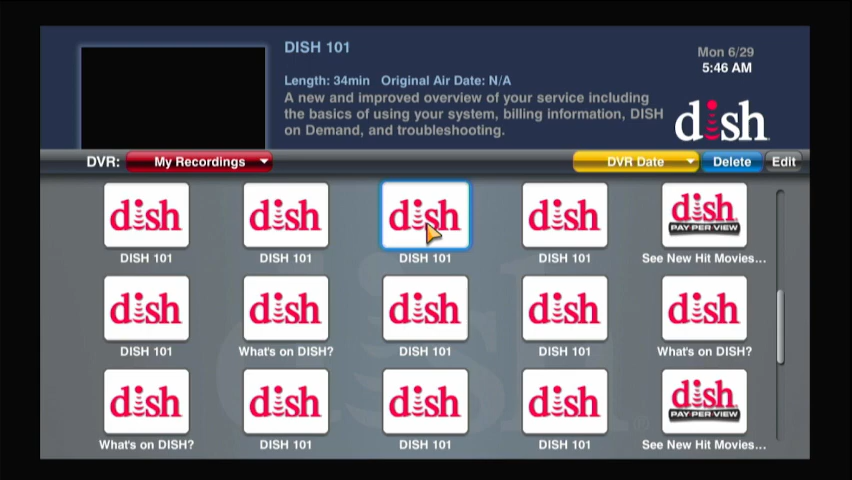 DISH 101
Mon 6/29
5:46 AM
Length: 34min Original Air Date: N/A
A new and improved overview of your service including
the basics of using your system, billing information, DISH
on Demand, and troubleshooting.
dish
DVR: My Recordings DVR Date Delete Edit
dish dish dish dish dish
PAY PER VIEW
DISH 101 DISH 101 DISH 101 DISH 101 See New Hit Movies...
dish dish dish dish dish
DISH 101 What's on DISH? DISH 101 DISH 101 What's on DISH?
dish dish dish dish dish
PAY PER VIEW
What's on DISH? DISH 101 DISH 101 DISH 101 See New Hit Movies...